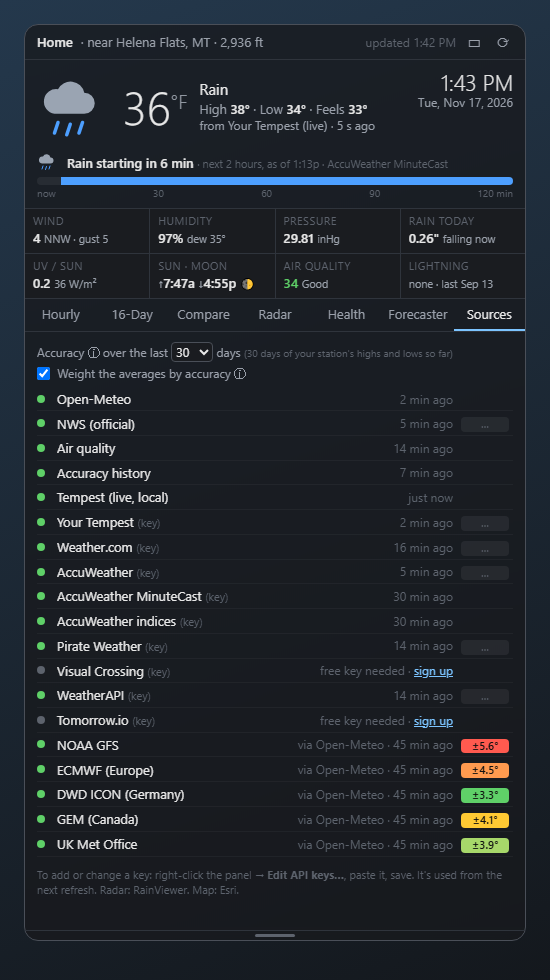 Home · near Helena Flats, MT · 2,936 ft updated 1:42 PM
36°F
Rain
High 38° · Low 34° · Feels 33°
from Your Tempest (live) · 5 s ago
1:43 PM
Tue, Nov 17, 2026
Rain starting in 6 min · next 2 hours, as of 1:13p · AccuWeather MinuteCast
now 30 60 90 120 min
WIND HUMIDITY PRESSURE RAIN TODAY
4 NNW · gust 5 97% dew 35° 29.81 inHg 0.26" falling now
UV / SUN SUN · MOON AIR QUALITY LIGHTNING
0.2 36 W/m² ↑7:47a ↓4:55p 34 Good none · last Sep 13
Hourly 16-Day Compare Radar Health Forecaster Sources
Accuracy ⓘ over the last 30 days (30 days of your station's highs and lows so far)
Weight the averages by accuracy ⓘ
Open-Meteo 2 min ago
NWS (official) 5 min ago ...
Air quality 14 min ago
Accuracy history 7 min ago
Tempest (live, local) just now
Your Tempest (key) 2 min ago ...
Weather.com (key) 16 min ago ...
AccuWeather (key) 5 min ago ...
AccuWeather MinuteCast (key) 30 min ago
AccuWeather indices (key) 30 min ago
Pirate Weather (key) 14 min ago ...
Visual Crossing (key) free key needed · sign up
WeatherAPI (key) 14 min ago ...
Tomorrow.io (key) free key needed · sign up
NOAA GFS via Open-Meteo · 45 min ago ±5.6°
ECMWF (Europe) via Open-Meteo · 45 min ago ±4.5°
DWD ICON (Germany) via Open-Meteo · 45 min ago ±3.3°
GEM (Canada) via Open-Meteo · 45 min ago ±4.1°
UK Met Office via Open-Meteo · 45 min ago ±3.9°
To add or change a key: right-click the panel → Edit API keys..., paste it, save. It's used from the
next refresh. Radar: RainViewer. Map: Esri.